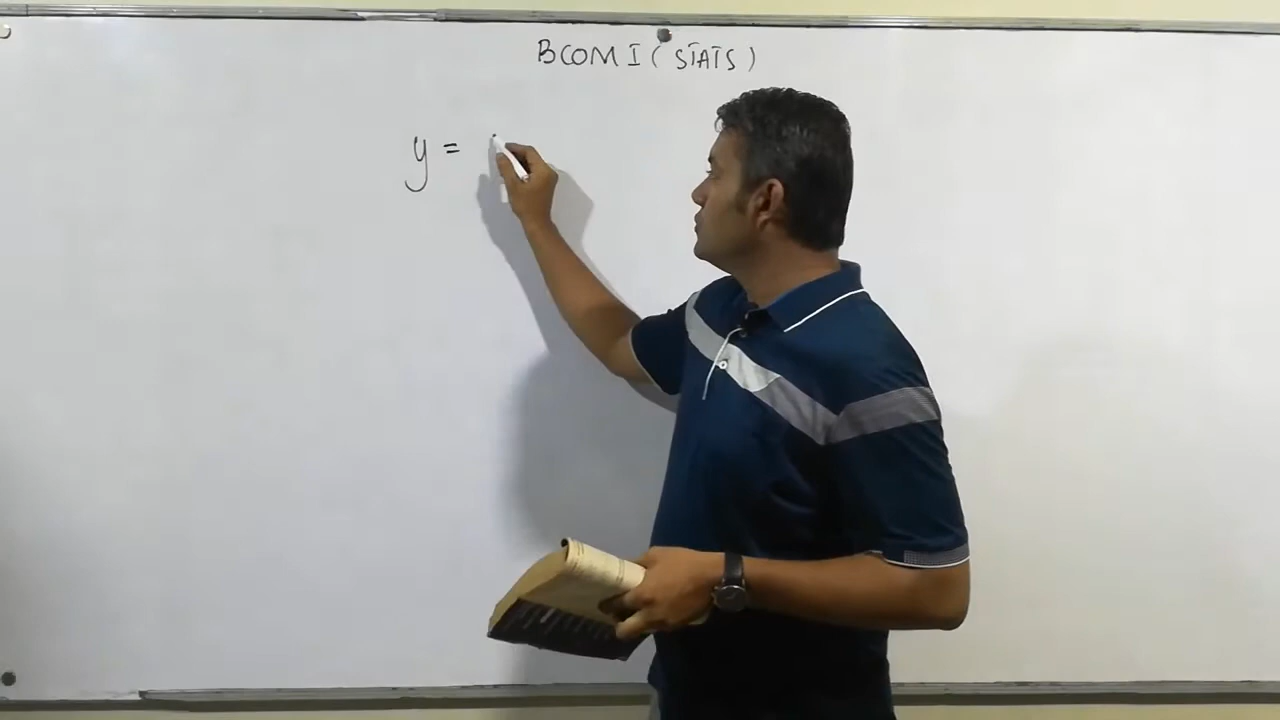 BCOM I ( STATS )
y =